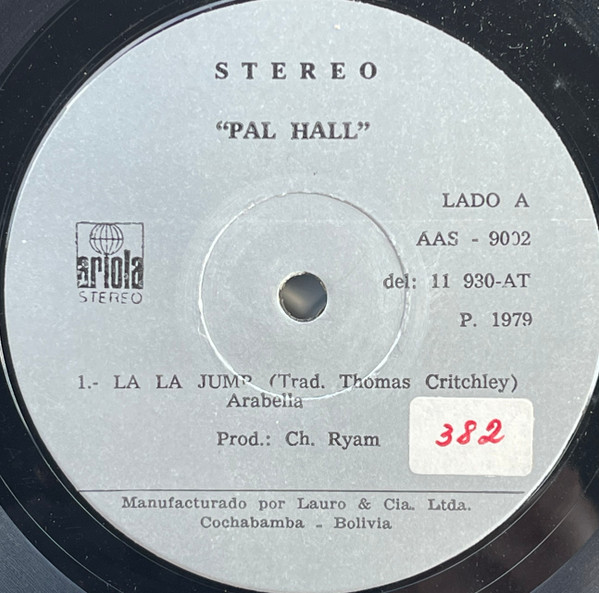 STEREO
"PAL HALL"
LADO A
AAS - 9002
del: 11 930-AT
P. 1979
ariola
STEREO
1.- LA LA JUMP (Trad. Thomas Critchley)
Arabella
Prod.: Ch. Ryam
382
Manufacturado por Lauro & Cia. Ltda.
Cochabamba - Bolivia